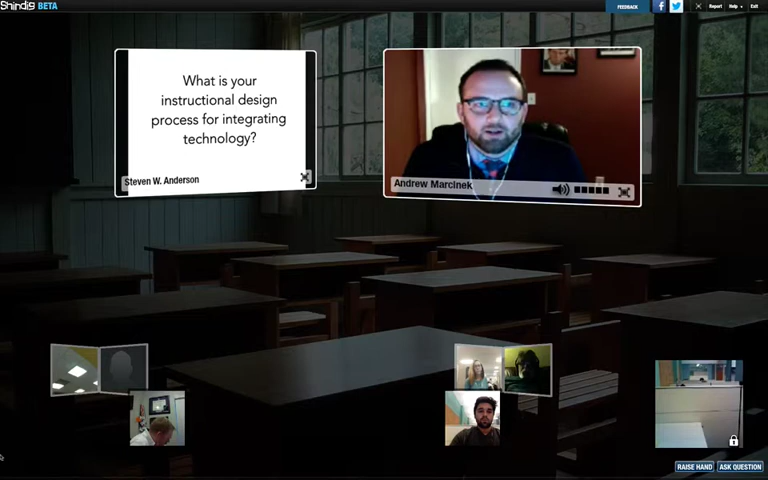 Shindig BETA
FEEDBACK
Report
Help
Exit
What is your
instructional design
process for integrating
technology?
Steven W. Anderson
Andrew Marcinek
RAISE HAND
ASK QUESTION